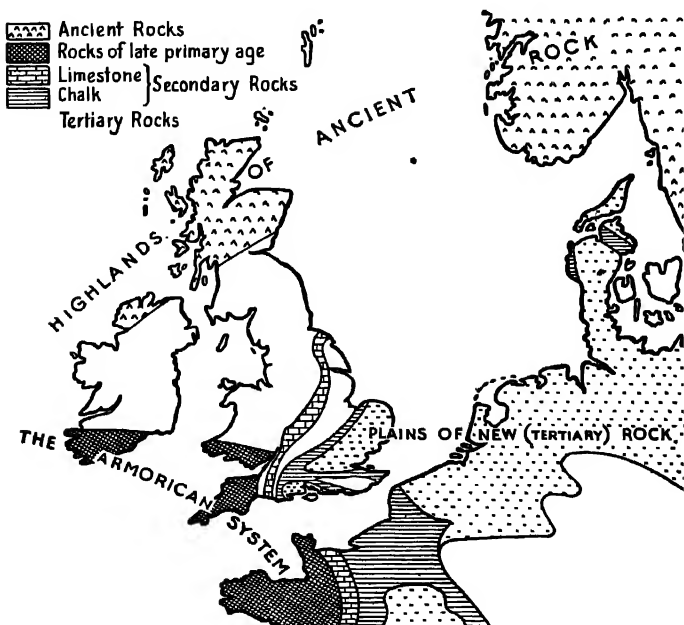 Ancient Rocks
Rocks of late primary age
Limestone
Chalk
Secondary Rocks
Tertiary Rocks
HIGHLANDS OF ANCIENT ROCK
THE ARMORICAN SYSTEM
PLAINS OF NEW (TERTIARY) ROCK